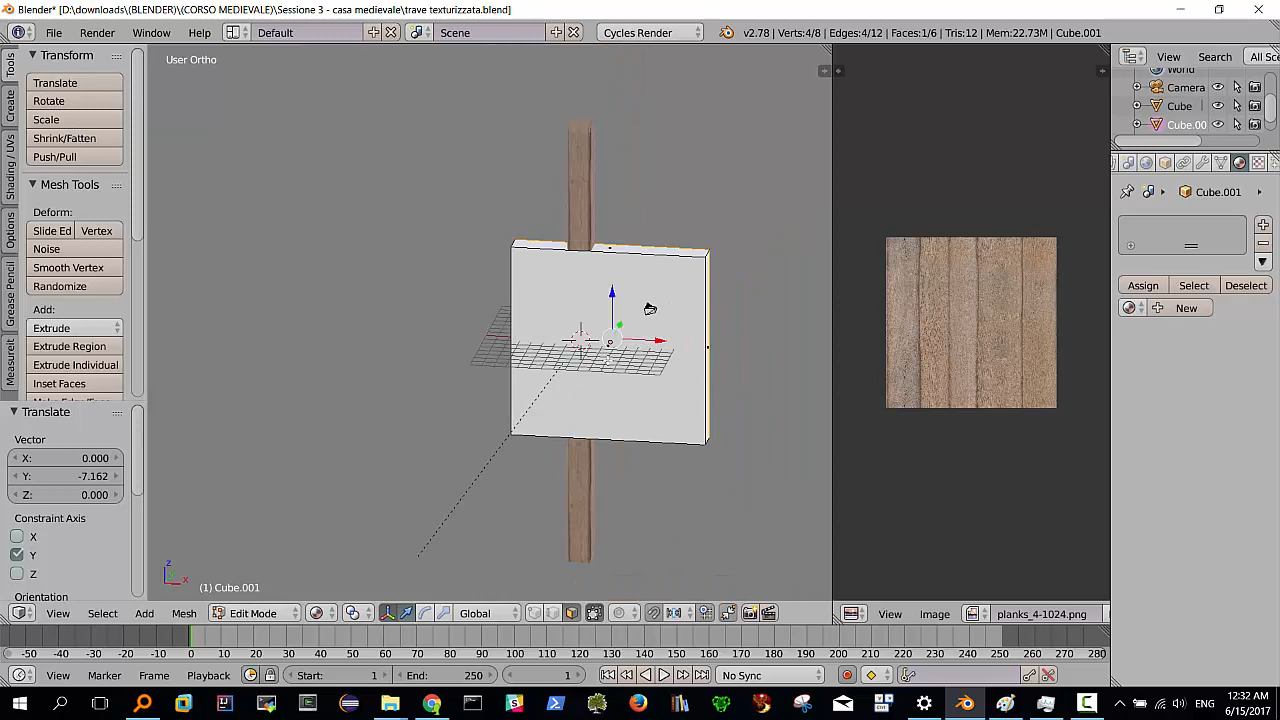 Blender* [D:\downloads\(BLENDER)\(CORSO MEDIEVALE)\Sessione 3 - casa medievale\trave texturizzata.blend]
File Render Window Help Default Scene Cycles Render v2.78 | Verts:4/8 | Edges:4/12 | Faces:1/6 | Tris:12 | Mem:22.73M | Cube.001
Transform
Translate
Rotate
Scale
Shrink/Fatten
Push/Pull
Mesh Tools
Deform:
Slide Ed Vertex
Noise
Smooth Vertex
Randomize
Add:
Extrude
Extrude Region
Extrude Individual
Inset Faces
Tools
Create
Shading / UVs
Options
Grease Pencil
Measureit
Translate
Vector
X: 0.000
Y: -7.162
Z: 0.000
Constraint Axis
X
Y
Z
Orientation
User Ortho
z
x
(1) Cube.001
View Search All Sce
World
Camera
Cube
Cube.00
Cube.001
Assign Select Deselect
New
View Select Add Mesh Edit Mode Global
View Image planks_4-1024.png
-50 -40 -30 -20 -10 0 10 20 30 40 50 60 70 80 90 100 110 120 130 140 150 160 170 180 190 200 210 220 230 240 250 260 270 280
View Marker Frame Playback Start: 1 End: 250 1 No Sync
ENG
12:32 AM
6/15/2017